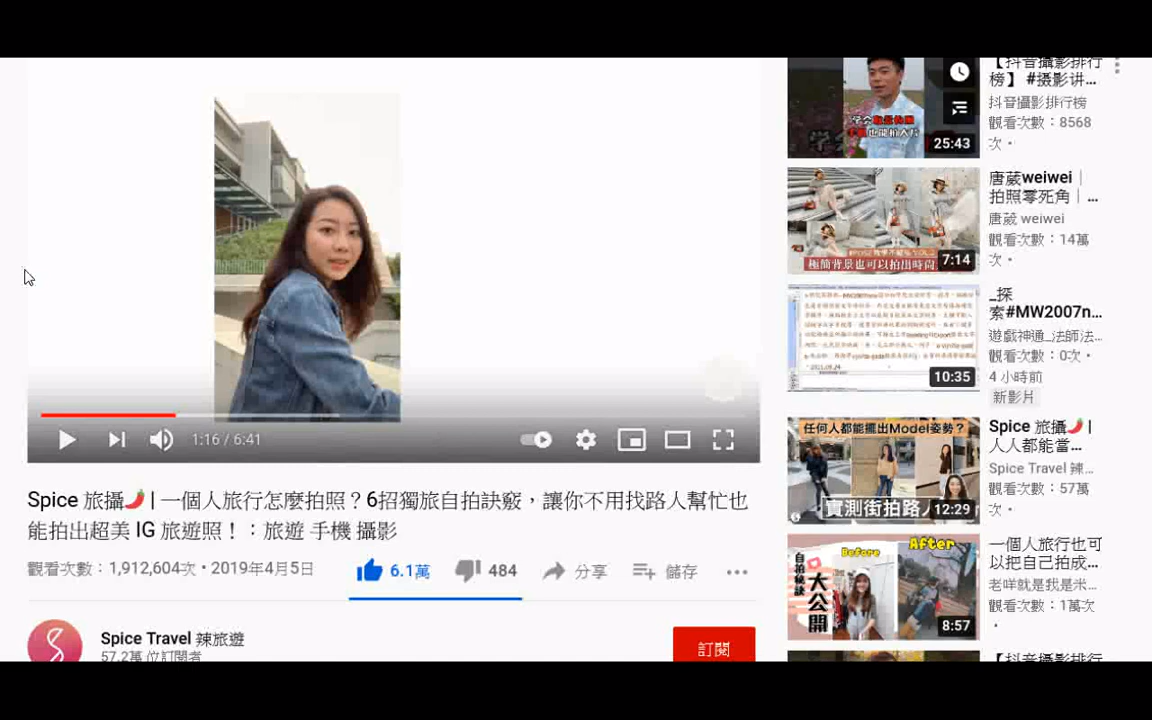 1:16 / 6:41
Spice 旅攝🌶️ | 一個人旅行怎麼拍照？6招獨旅自拍訣竅，讓你不用找路人幫忙也
能拍出超美 IG 旅遊照！：旅遊 手機 攝影
觀看次數：1,912,604次 • 2019年4月5日
6.1萬
484
分享
儲存
Spice Travel 辣旅遊
57.2萬 位訂閱者
訂閱
25:43
【抖音攝影排行
榜】 #摄影讲...
抖音攝影排行榜
觀看次數：8568
次 •
極簡背景也可以拍出時尚
7:14
唐葳weiwei｜
拍照零死角｜...
唐葳 weiwei
觀看次數：14萬
次 •
10:35
_探
索#MW2007n...
遊戲神通_法師法...
觀看次數：0次 •
4 小時前
新影片
任何人都能擺出Model姿勢？
實測街拍路人
12:29
Spice 旅攝🌶️ |
人人都能當...
Spice Travel 辣...
觀看次數：57萬
次 •
Before
After
自拍秘訣
大公開
8:57
一個人旅行也可
以把自己拍成...
老咩就是我是米...
觀看次數：1萬次
•
【抖音攝影排行